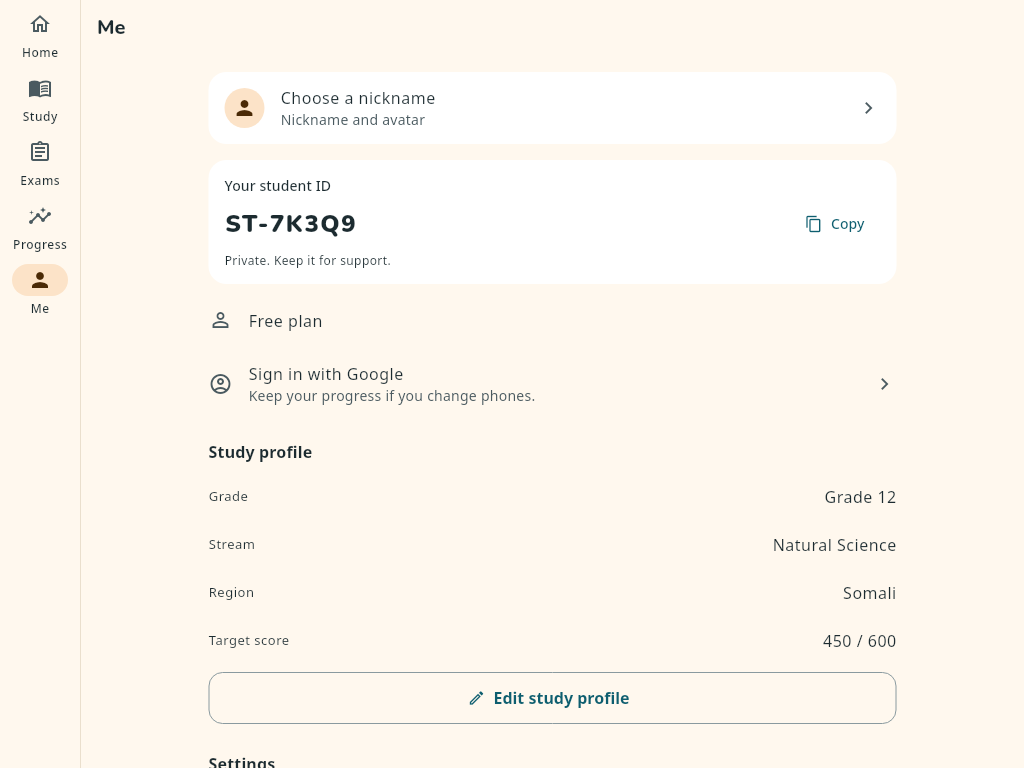 Me
Home
Study
Exams
Progress
Me
Choose a nickname
Nickname and avatar
Your student ID
ST-7K3Q9
Copy
Private. Keep it for support.
Free plan
Sign in with Google
Keep your progress if you change phones.
Study profile
Grade
Grade 12
Stream
Natural Science
Region
Somali
Target score
450 / 600
Edit study profile
Settings